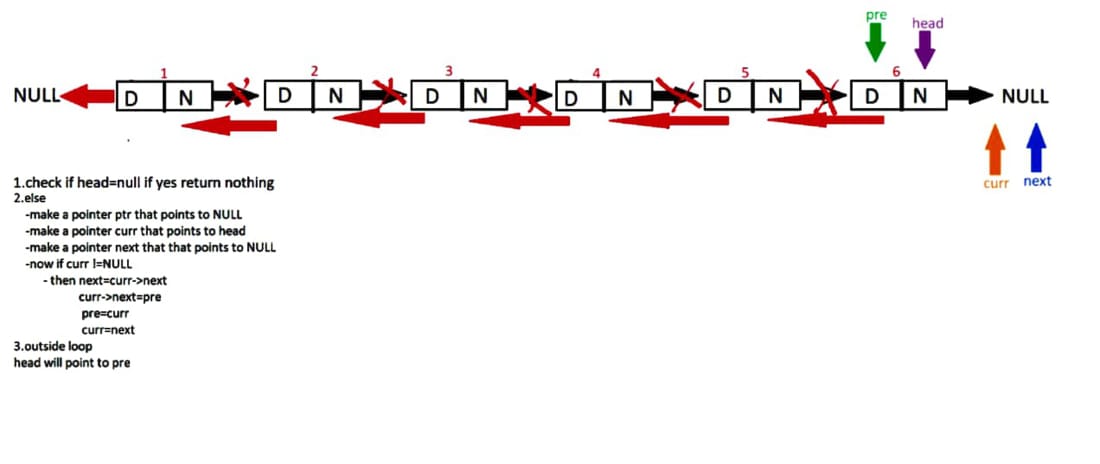 pre
head
1 2 3 4 5 6
NULL D N D N D N D N D N D N NULL
curr next
1.check if head=null if yes return nothing
2.else
-make a pointer ptr that points to NULL
-make a pointer curr that points to head
-make a pointer next that that points to NULL
-now if curr !=NULL
- then next=curr->next
curr->next=pre
pre=curr
curr=next
3.outside loop
head will point to pre